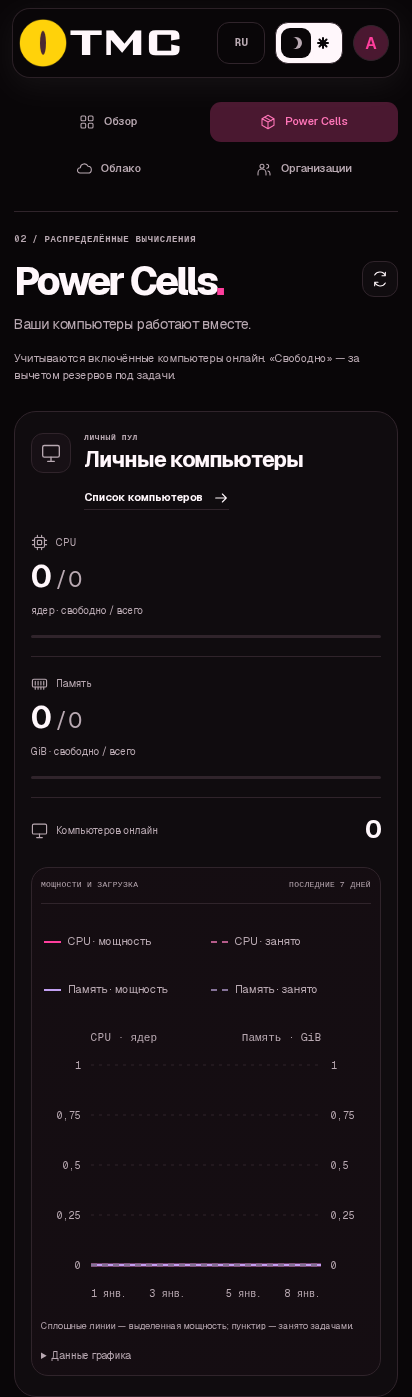 TMC
RU
A
Обзор
Power Cells
Облако
Организации
02 / РАСПРЕДЕЛЁННЫЕ ВЫЧИСЛЕНИЯ
Power Cells.
Ваши компьютеры работают вместе.
Учитываются включённые компьютеры онлайн. «Свободно» — за
вычетом резервов под задачи.
ЛИЧНЫЙ ПУЛ
Личные компьютеры
Список компьютеров →
CPU
0 / 0
ядер · свободно / всего
Память
0 / 0
GiB · свободно / всего
Компьютеров онлайн 0
МОЩНОСТИ И ЗАГРУЗКА ПОСЛЕДНИЕ 7 ДНЕЙ
CPU · мощность CPU · занято
Память · мощность Память · занято
CPU · ядер Память · GiB
1 1
0,75 0,75
0,5 0,5
0,25 0,25
0 0
1 янв. 3 янв. 5 янв. 8 янв.
Сплошные линии — выделенная мощность; пунктир — занято задачами.
▶ Данные графика